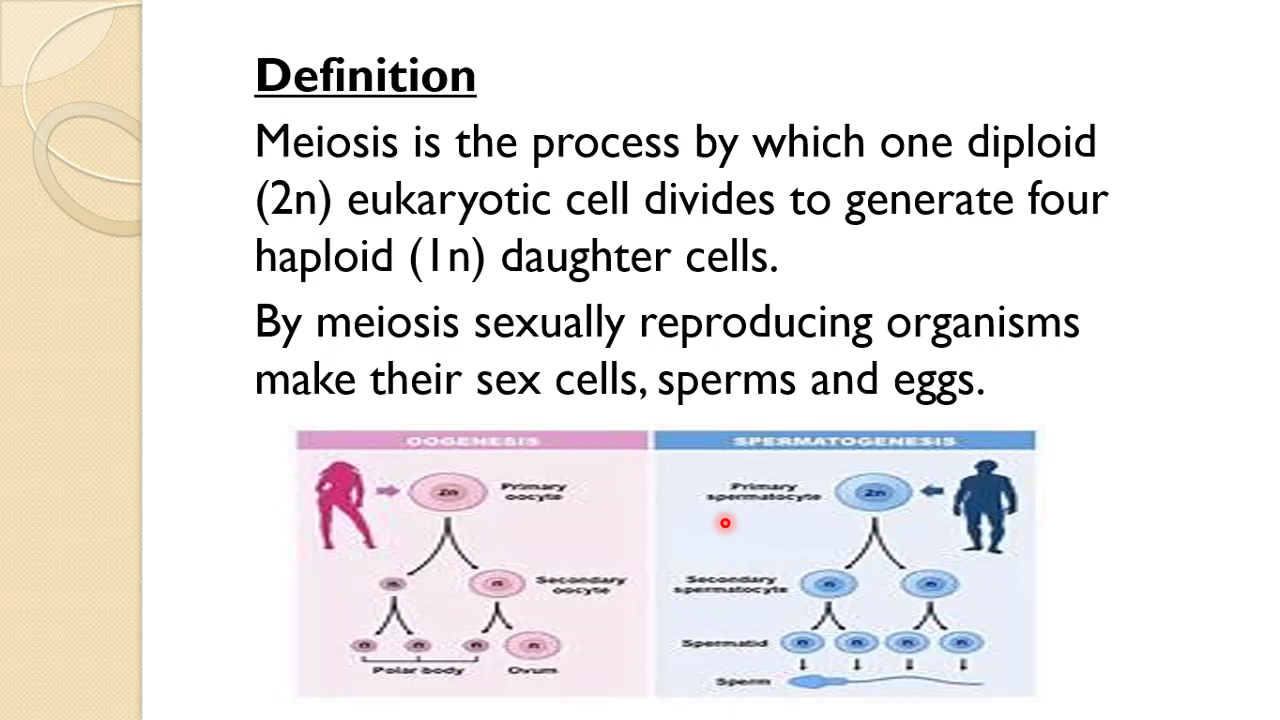 Definition
Meiosis is the process by which one diploid
(2n) eukaryotic cell divides to generate four
haploid (1n) daughter cells.
By meiosis sexually reproducing organisms
make their sex cells, sperms and eggs.
OOGENESIS
2n
Primary
oocyte
n
n
Secondary
oocyte
n
n
n
n
Polar body
Ovum
SPERMATOGENESIS
Primary
spermatocyte
2n
Secondary
spermatocyte
n
n
Spermatid
n
n
n
n
Sperm